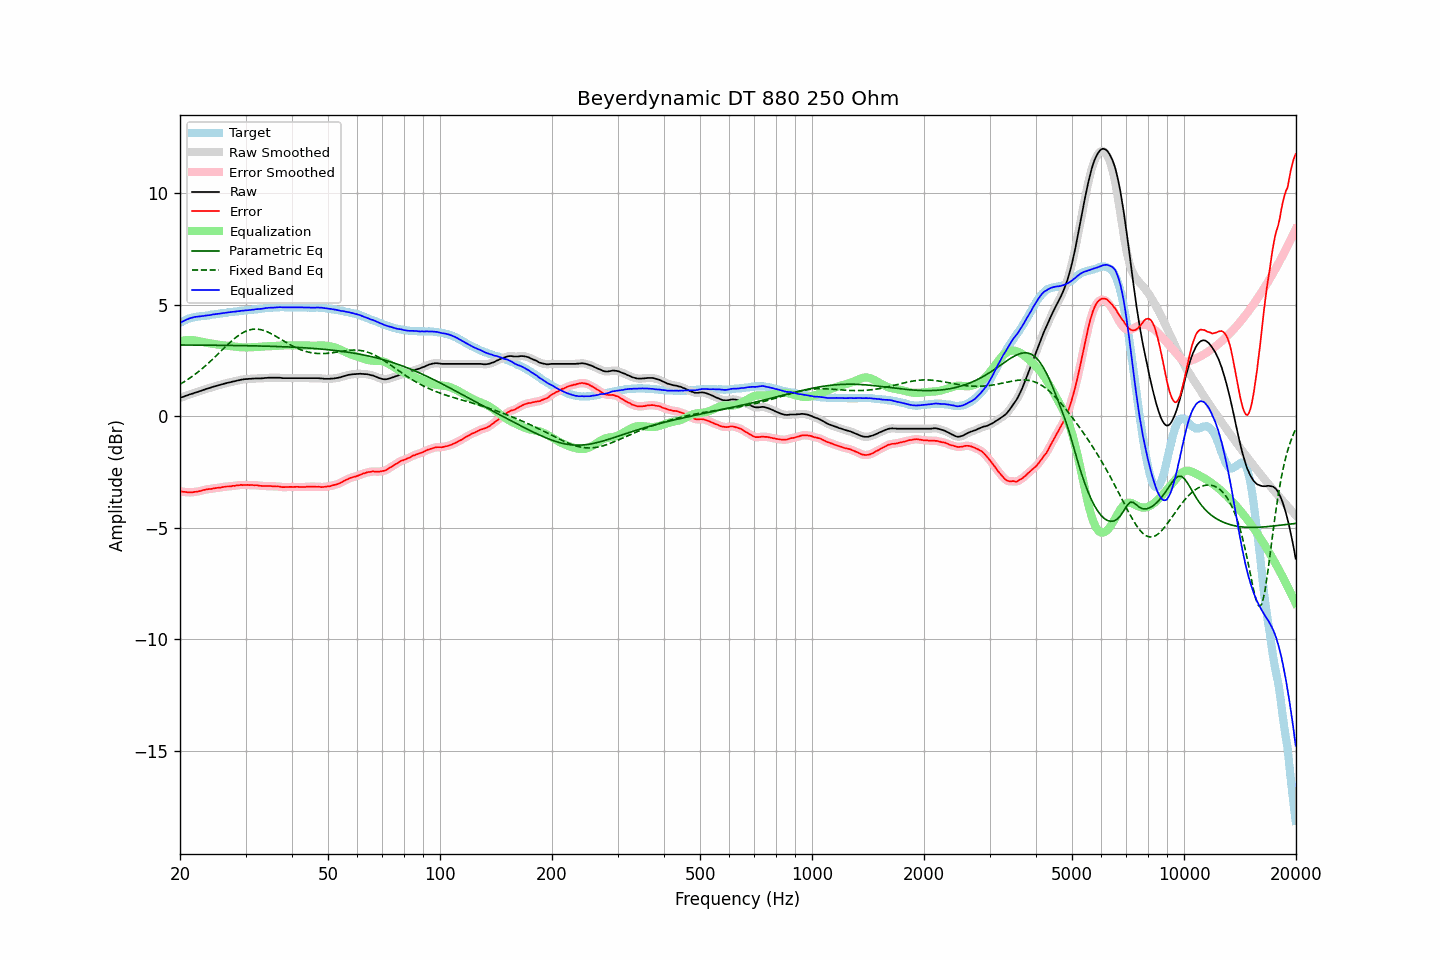 Beyerdynamic DT 880 250 Ohm
Target
Raw Smoothed
Error Smoothed
Raw
Error
Equalization
Parametric Eq
Fixed Band Eq
Equalized
Amplitude (dBr)
10
5
0
−5
−10
−15
20 50 100 200 500 1000 2000 5000 10000 20000
Frequency (Hz)